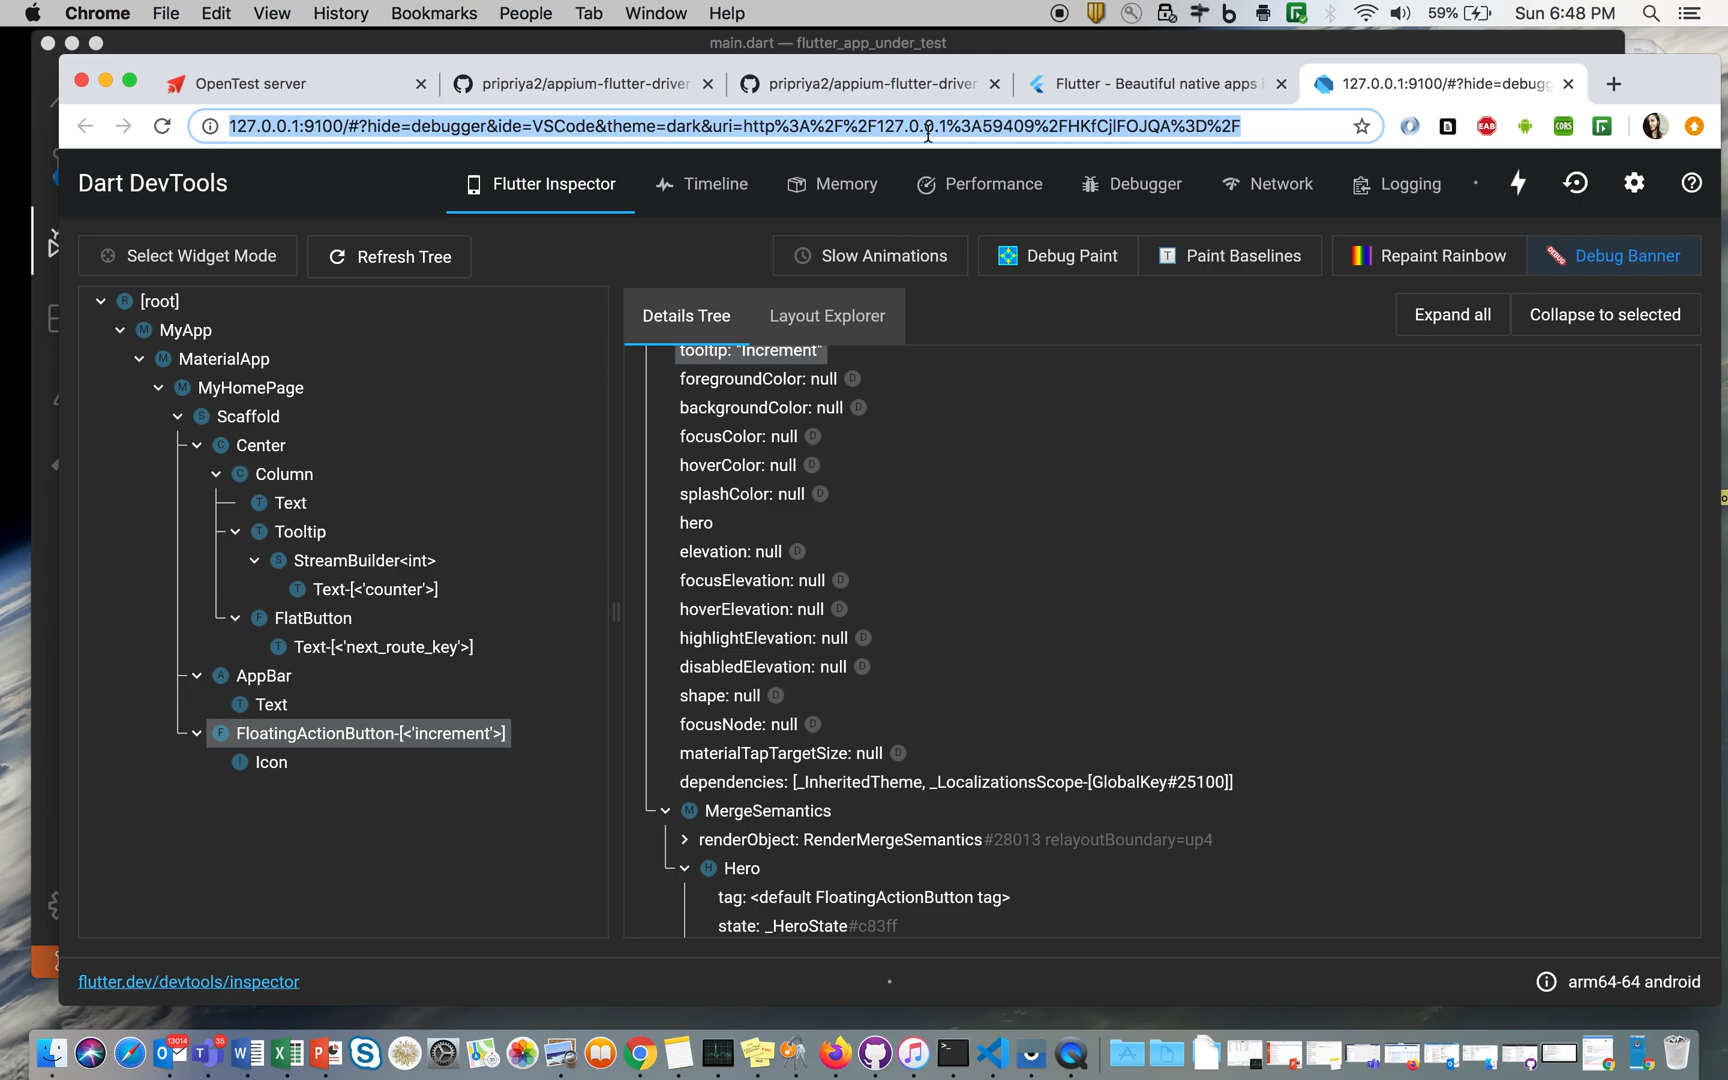 Chrome File Edit View History Bookmarks People Tab Window Help 59% Sun 6:48 PM
main.dart — flutter_app_under_test
OpenTest server pripriya2/appium-flutter-driver pripriya2/appium-flutter-driver Flutter - Beautiful native apps i 127.0.0.1:9100/#?hide=debugg
127.0.0.1:9100/#?hide=debugger&ide=VSCode&theme=dark&uri=http%3A%2F%2F127.0.0.1%3A59409%2FHKfCjlFOJQA%3D%2F EAB CORS
Dart DevTools Flutter Inspector Timeline Memory Performance Debugger Network Logging
Select Widget Mode Refresh Tree Slow Animations Debug Paint Paint Baselines Repaint Rainbow Debug Banner
[root]
MyApp
MaterialApp
MyHomePage
Scaffold
Center
Column
Text
Tooltip
StreamBuilder<int>
Text-[<'counter'>]
FlatButton
Text-[<'next_route_key'>]
AppBar
Text
FloatingActionButton-[<'increment'>]
Icon
Details Tree Layout Explorer Expand all Collapse to selected
tooltip: "Increment"
foregroundColor: null D
backgroundColor: null D
focusColor: null D
hoverColor: null D
splashColor: null D
hero
elevation: null D
focusElevation: null D
hoverElevation: null D
highlightElevation: null D
disabledElevation: null D
shape: null D
focusNode: null D
materialTapTargetSize: null D
dependencies: [_InheritedTheme, _LocalizationsScope-[GlobalKey#25100]]
MergeSemantics
renderObject: RenderMergeSemantics#28013 relayoutBoundary=up4
Hero
tag: <default FloatingActionButton tag>
state: _HeroState#c83ff
flutter.dev/devtools/inspector arm64-64 android
13014 35